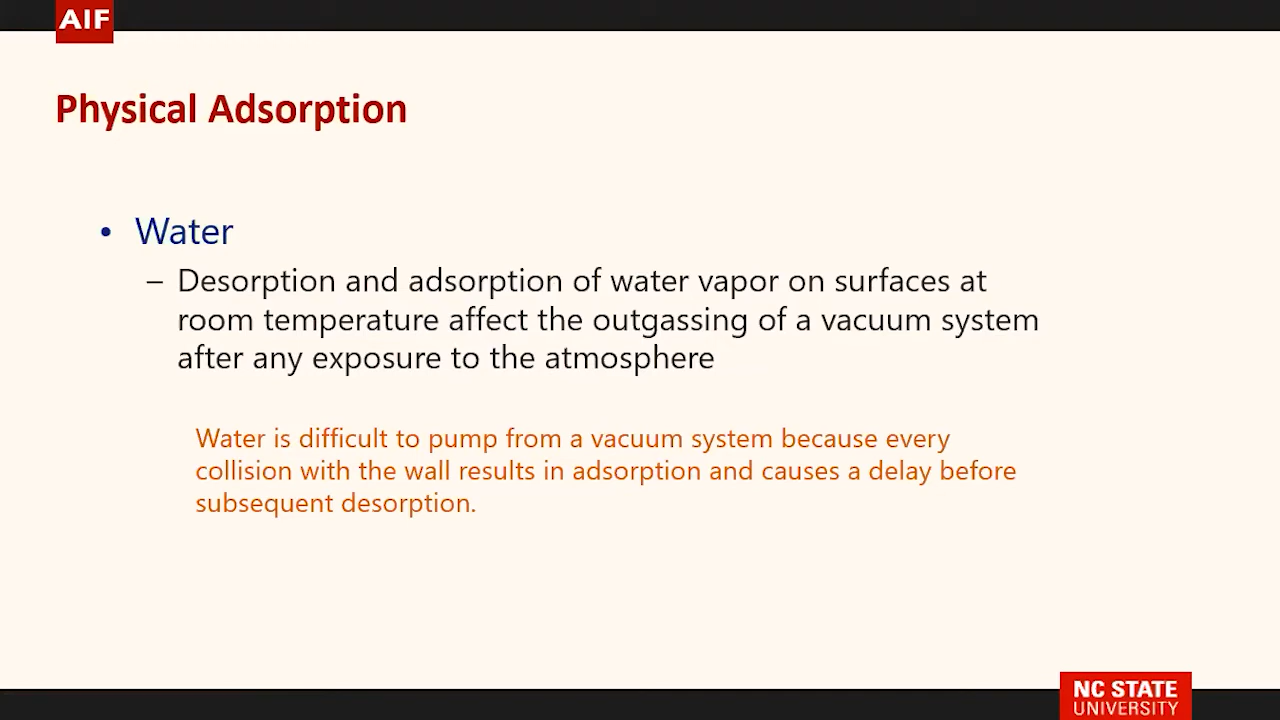 AIF
Physical Adsorption
• Water
– Desorption and adsorption of water vapor on surfaces at
room temperature affect the outgassing of a vacuum system
after any exposure to the atmosphere
Water is difficult to pump from a vacuum system because every
collision with the wall results in adsorption and causes a delay before
subsequent desorption.
NC STATE
UNIVERSITY